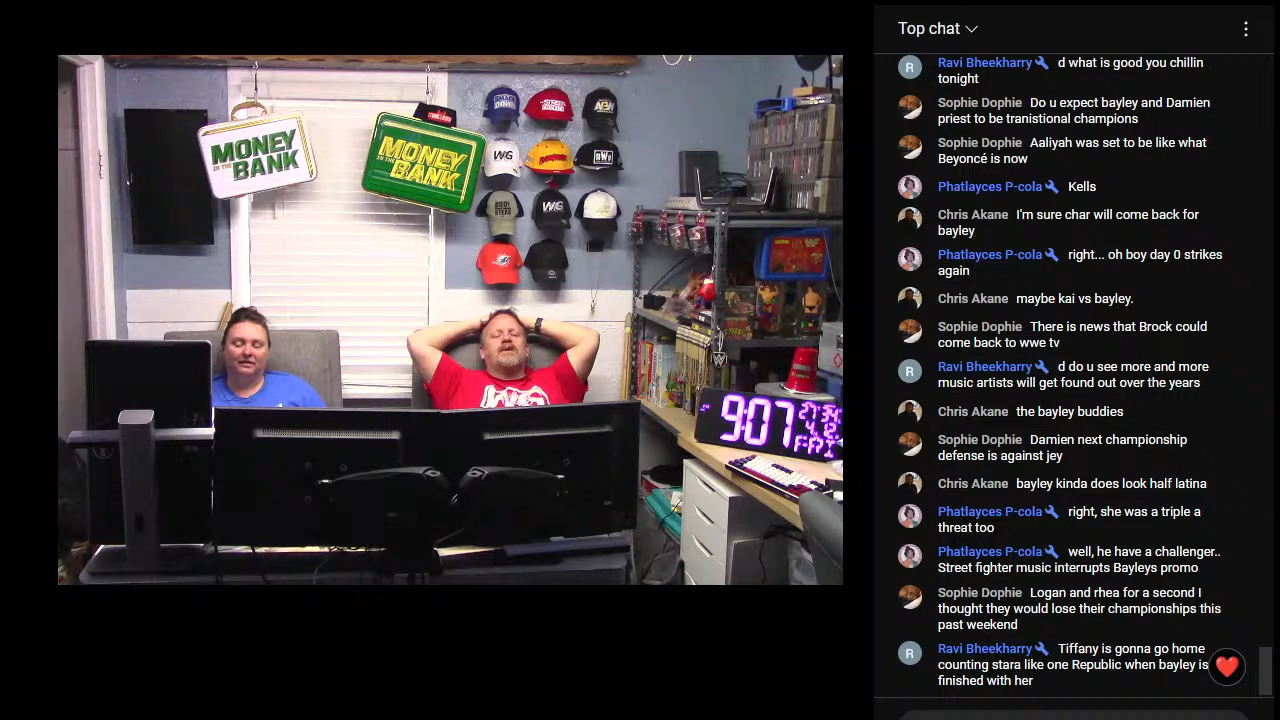 Top chat
MONEY
IN THE
BANK
MONEY
IN THE
BANK
WG
nWo
WG
W
9:07
FRI
Ravi Bheekharry d what is good you chillin
tonight
Sophie Dophie Do u expect bayley and Damien
priest to be transtional champions
Sophie Dophie Aaliyah was set to be like what
Beyoncé is now
Phatlayces P-cola Kells
Chris Akane I'm sure char will come back for
bayley
Phatlayces P-cola right... oh boy day 0 strikes
again
Chris Akane maybe kai vs bayley.
Sophie Dophie There is news that Brock could
come back to wwe tv
Ravi Bheekharry d do u see more and more
music artists will get found out over the years
Chris Akane the bayley buddies
Sophie Dophie Damien next championship
defense is against jey
Chris Akane bayley kinda does look half latina
Phatlayces P-cola right, she was a triple a
threat too
Phatlayces P-cola well, he have a challenger..
Street fighter music interrupts Bayleys promo
Sophie Dophie Logan and rhea for a second I
thought they would lose their championships this
past weekend
Ravi Bheekharry Tiffany is gonna go home
counting stara like one Republic when bayley is
finished with her
R
R
R